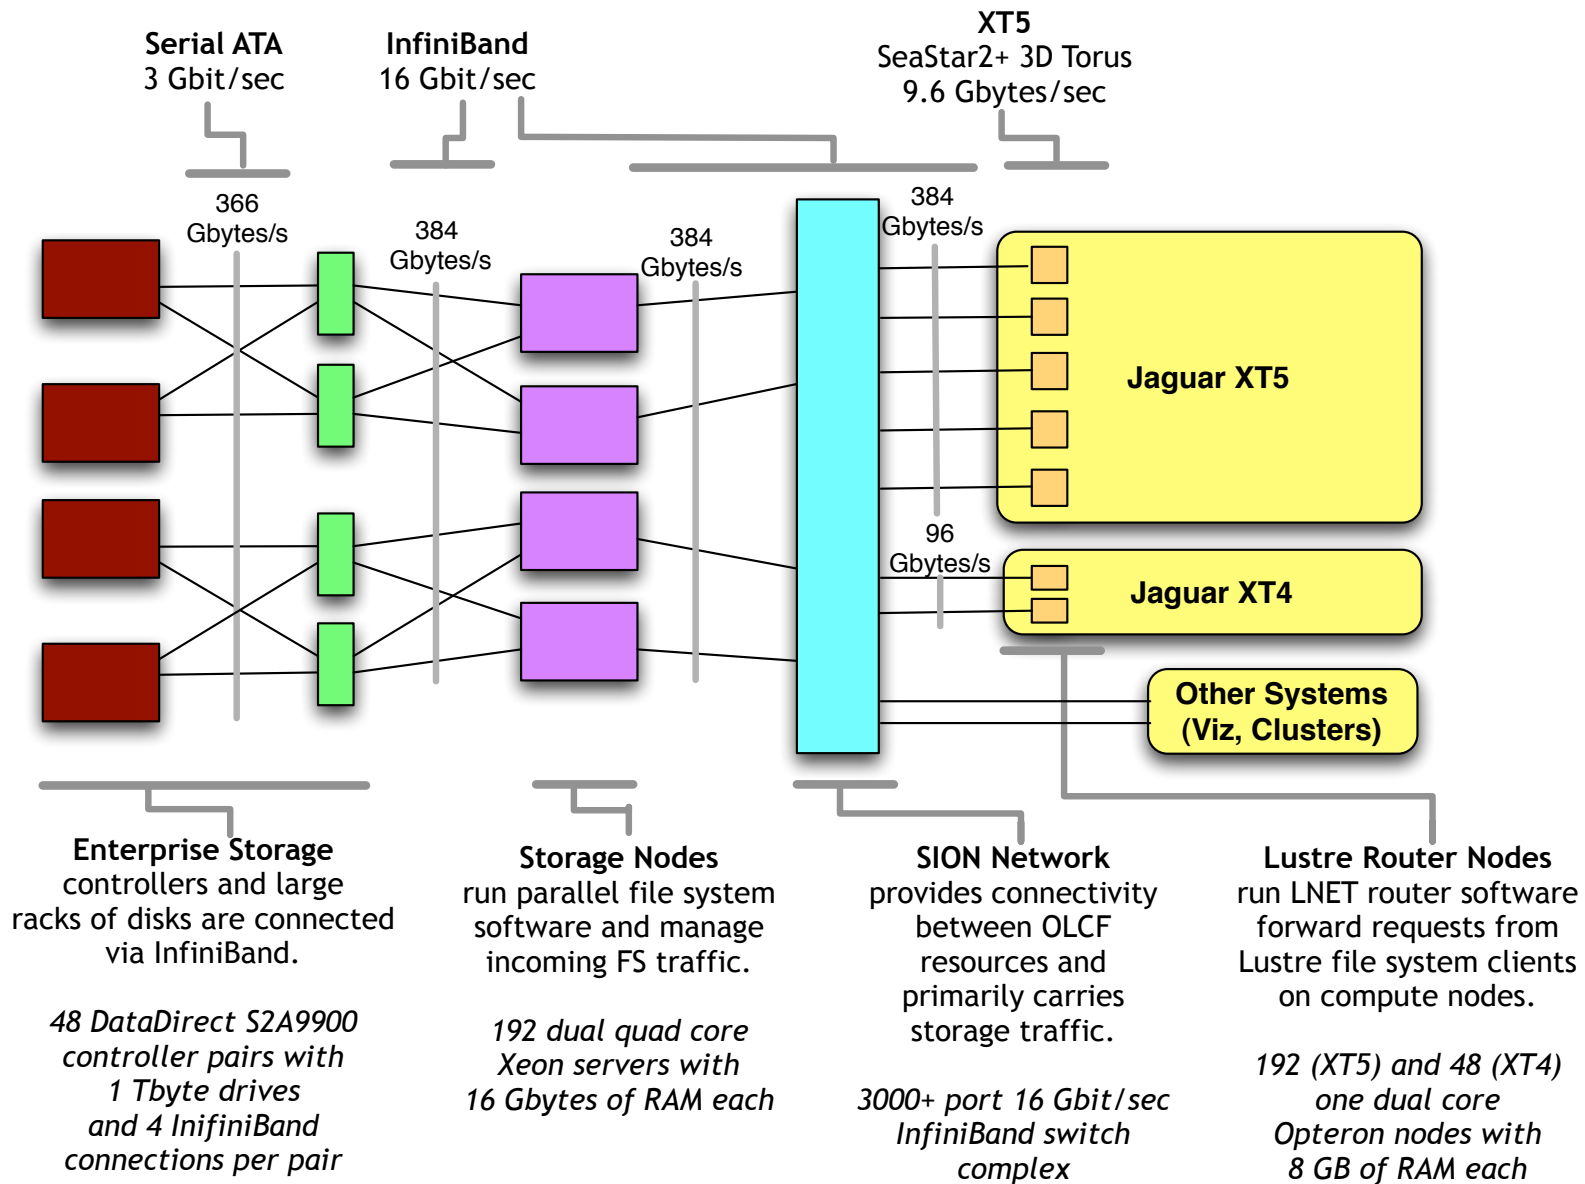 Serial ATA
3 Gbit/sec
InfiniBand
16 Gbit/sec
XT5
SeaStar2+ 3D Torus
9.6 Gbytes/sec
366
Gbytes/s
384
Gbytes/s
384
Gbytes/s
384
Gbytes/s
Jaguar XT5
96
Gbytes/s
Jaguar XT4
Other Systems
(Viz, Clusters)
Enterprise Storage
controllers and large
racks of disks are connected
via InfiniBand.
48 DataDirect S2A9900
controller pairs with
1 Tbyte drives
and 4 InifiniBand
connections per pair
Storage Nodes
run parallel file system
software and manage
incoming FS traffic.
192 dual quad core
Xeon servers with
16 Gbytes of RAM each
SION Network
provides connectivity
between OLCF
resources and
primarily carries
storage traffic.
3000+ port 16 Gbit/sec
InfiniBand switch
complex
Lustre Router Nodes
run LNET router software
forward requests from
Lustre file system clients
on compute nodes.
192 (XT5) and 48 (XT4)
one dual core
Opteron nodes with
8 GB of RAM each